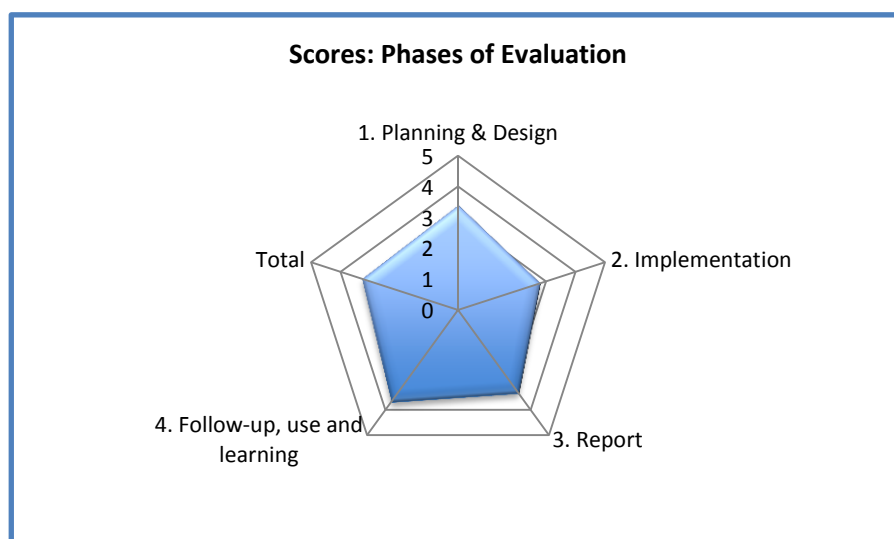 Scores: Phases of Evaluation
1. Planning & Design
5
4
3
2
1
0
Total
2. Implementation
4. Follow-up, use and
learning
3. Report